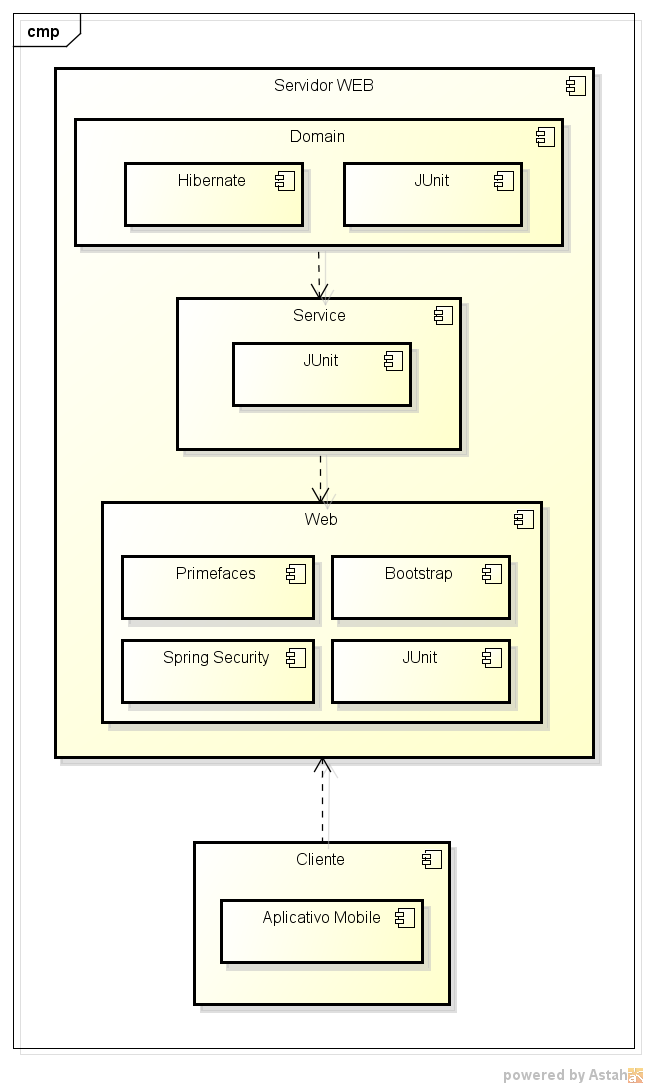 cmp
Servidor WEB
Domain
Hibernate
JUnit
Service
JUnit
Web
Primefaces
Bootstrap
Spring Security
JUnit
Cliente
Aplicativo Mobile
powered by Astah